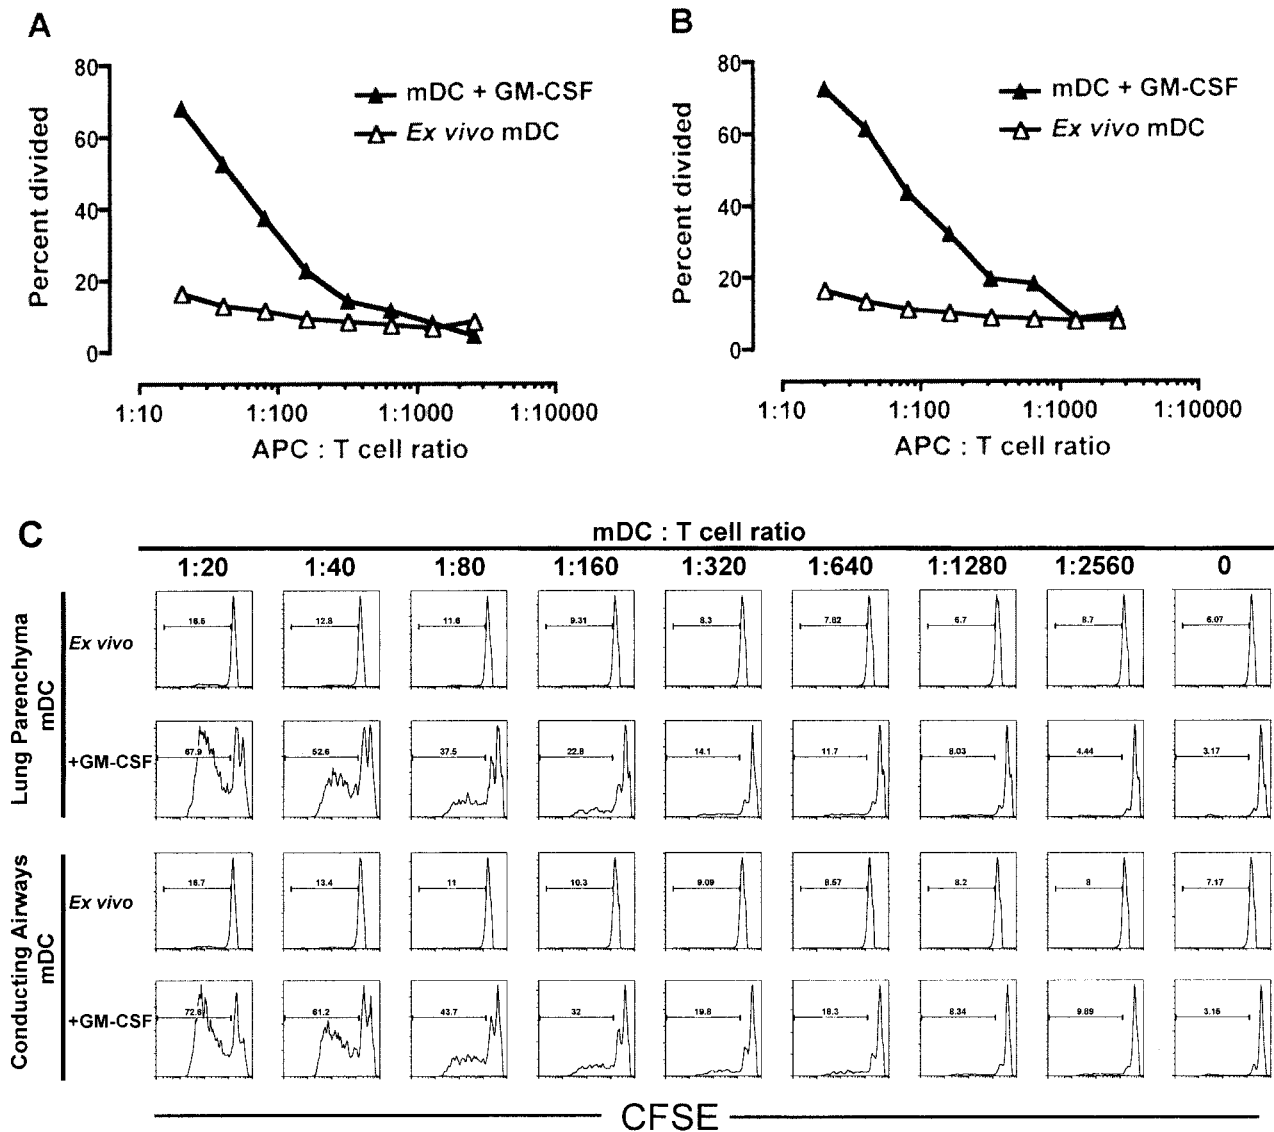 A
80
60
40
20
0
Percent divided
mDC + GM-CSF
Ex vivo mDC
1:10
1:100
1:1000
1:10000
APC : T cell ratio
B
80
60
40
20
0
Percent divided
mDC + GM-CSF
Ex vivo mDC
1:10
1:100
1:1000
1:10000
APC : T cell ratio
C
mDC : T cell ratio
1:20 1:40 1:80 1:160 1:320 1:640 1:1280 1:2560 0
Lung Parenchyma
mDC
Ex vivo
16.5 12.8 11.6 9.31 8.3 7.82 6.7 8.7 6.07
+GM-CSF
67.9 52.6 37.5 22.8 14.1 11.7 8.03 4.44 3.17
Conducting Airways
mDC
Ex vivo
16.7 13.4 11 10.3 9.09 8.57 8.2 8 7.17
+GM-CSF
72.8 61.2 43.7 32 19.8 18.3 8.34 9.89 3.16
CFSE